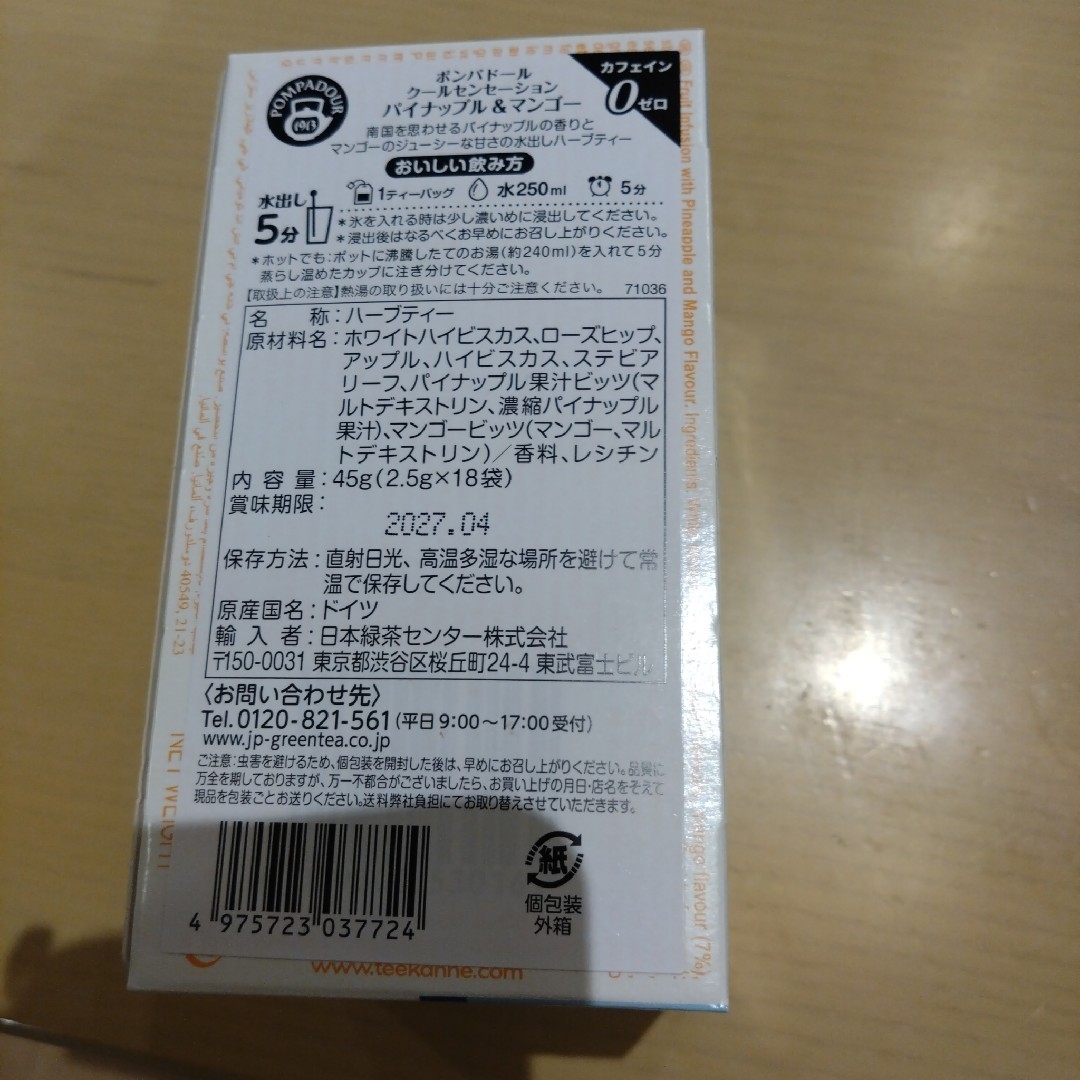 POMPADOUR
1913
ポンパドール
クールセンセーション
パイナップル&マンゴー
カフェイン
0ゼロ
南国を思わせるパイナップルの香りと
マンゴーのジューシーな甘さの水出しハーブティー
おいしい飲み方
水出し
5分
1ティーバッグ 水250ml 5分
*氷を入れる時は少し濃いめに浸出してください。
*浸出後はなるべくお早めにお召し上がりください。
*ホットでも:ポットに沸騰したてのお湯(約240ml)を入れて5分
蒸らし温めたカップに注ぎ分けてください。
【取扱上の注意】熱湯の取り扱いには十分ご注意ください。 71036
名 称:ハーブティー
原材料名:ホワイトハイビスカス、ローズヒップ、
アップル、ハイビスカス、ステビア
リーフ、パイナップル果汁ビッツ(マ
ルトデキストリン、濃縮パイナップル
果汁)、マンゴービッツ(マンゴー、マル
トデキストリン)/香料、レシチン
内 容 量:45g(2.5g×18袋)
賞味期限:
2027.04
保存方法:直射日光、高温多湿な場所を避けて常
温で保存してください。
原産国名:ドイツ
輸 入 者:日本緑茶センター株式会社
〒150-0031 東京都渋谷区桜丘町24-4 東武富士ビル
〈お問い合わせ先〉
Tel.0120-821-561(平日9:00〜17:00受付)
www.jp-greentea.co.jp
ご注意:虫害を避けるため、個包装を開封した後は、早めにお召し上がりください。品質に
万全を期しておりますが、万一不都合がございましたら、お買い上げの月日・店名をそえて
現品を包装ごとお送りください。送料弊社負担にてお取り替えさせていただきます。
4 975723 037724
紙
個包装
外箱
www.teekanne.com
Fruit Infusion with Pineapple and Mango Flavour. Ingredients:
mango flavour (7%)
40549, 21-23
NET WEIGHT